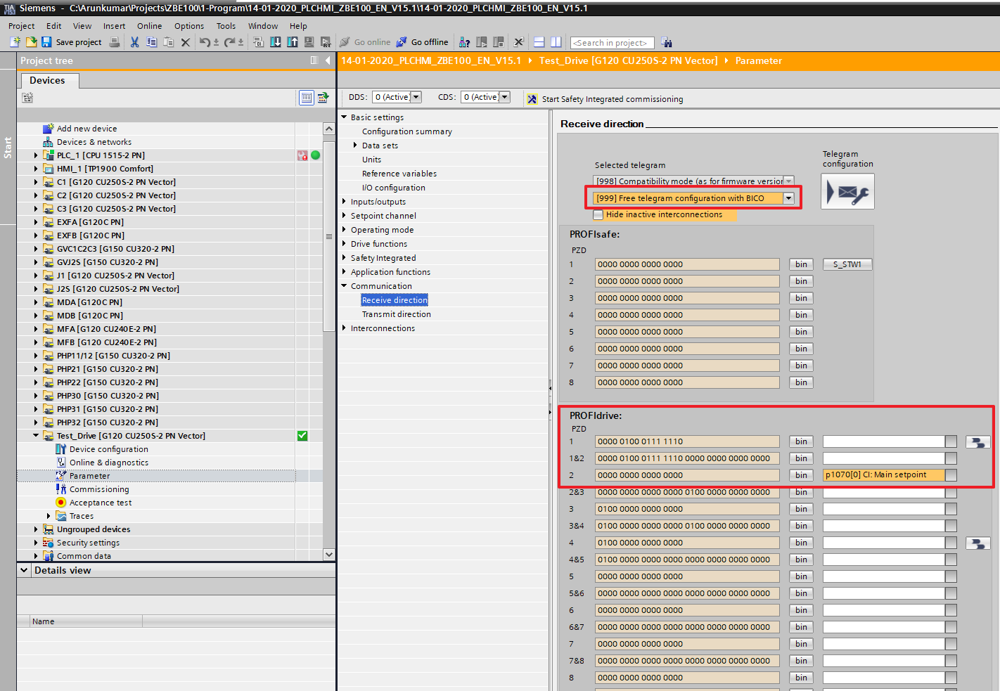 Siemens - C:\Arunkumar\Projects\ZBE100\1-Program\14-01-2020_PLCHMI_ZBE100_EN_V15.1\14-01-2020_PLCHMI_ZBE100_EN_V15.1
Project Edit View Insert Online Options Tools Window Help
Save project Go online Go offline <Search in project>
Project tree
Devices
Start
Add new device
Devices & networks
PLC_1 [CPU 1515-2 PN]
HMI_1 [TP1900 Comfort]
C1 [G120 CU250S-2 PN Vector]
C2 [G120 CU250S-2 PN Vector]
C3 [G120 CU250S-2 PN Vector]
EXFA [G120C PN]
EXFB [G120C PN]
GVC1C2C3 [G150 CU320-2 PN]
GVJ2S [G150 CU320-2 PN]
J1 [G120 CU250S-2 PN Vector]
J2S [G120 CU250S-2 PN Vector]
MDA [G120C PN]
MDB [G120C PN]
MFA [G120 CU240E-2 PN]
MFB [G120 CU240E-2 PN]
PHP11/12 [G150 CU320-2 PN]
PHP21 [G150 CU320-2 PN]
PHP22 [G150 CU320-2 PN]
PHP30 [G150 CU320-2 PN]
PHP31 [G150 CU320-2 PN]
PHP32 [G150 CU320-2 PN]
Test_Drive [G120 CU250S-2 PN Vector]
Device configuration
Online & diagnostics
Parameter
Commissioning
Acceptance test
Traces
Ungrouped devices
Security settings
Common data
Details view
Name
14-01-2020_PLCHMI_ZBE100_EN_V15.1 Test_Drive [G120 CU250S-2 PN Vector] Parameter
DDS: 0 (Active) CDS: 0 (Active) Start Safety Integrated commissioning
Basic settings
Configuration summary
Data sets
Units
Reference variables
I/O configuration
Inputs/outputs
Setpoint channel
Operating mode
Drive functions
Safety Integrated
Application functions
Communication
Receive direction
Transmit direction
Interconnections
Receive direction
Selected telegram
Telegram
configuration
[998] Compatibility mode (as for firmware version
[999] Free telegram configuration with BICO
Hide inactive interconnections
PROFIsafe:
PZD
1 0000 0000 0000 0000 bin S_STW1
2 0000 0000 0000 0000 bin
3 0000 0000 0000 0000 bin
4 0000 0000 0000 0000 bin
5 0000 0000 0000 0000 bin
6 0000 0000 0000 0000 bin
7 0000 0000 0000 0000 bin
8 0000 0000 0000 0000 bin
PROFIdrive:
PZD
1 0000 0100 0111 1110 bin
1&2 0000 0100 0111 1110 0000 0000 0000 0000 bin
2 0000 0000 0000 0000 bin p1070[0] CI: Main setpoint
2&3 0000 0000 0000 0000 0100 0000 0000 0000 bin
3 0100 0000 0000 0000 bin
3&4 0100 0000 0000 0000 0100 0000 0000 0000 bin
4 0100 0000 0000 0000 bin
4&5 0100 0000 0000 0000 0000 0000 0000 0000 bin
5 0000 0000 0000 0000 bin
5&6 0000 0000 0000 0000 0000 0000 0000 0000 bin
6 0000 0000 0000 0000 bin
6&7 0000 0000 0000 0000 0000 0000 0000 0000 bin
7 0000 0000 0000 0000 bin
7&8 0000 0000 0000 0000 0000 0000 0000 0000 bin
8 0000 0000 0000 0000 bin